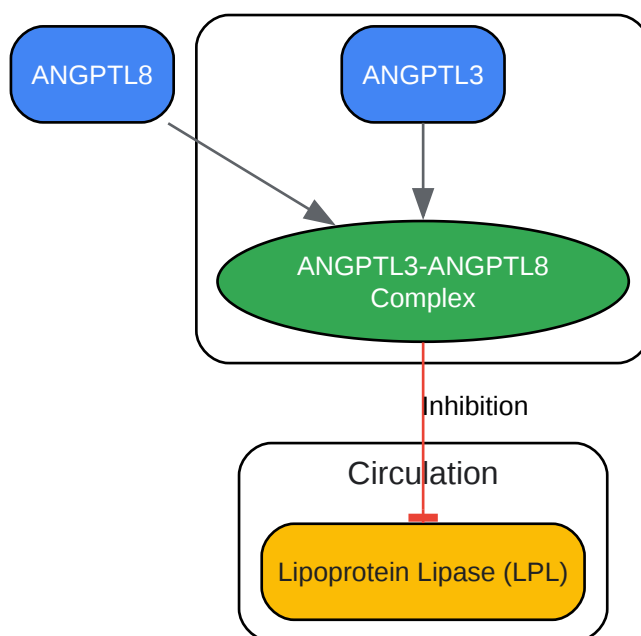 ANGPTL8
ANGPTL3
ANGPTL3-ANGPTL8
Complex
Inhibition
Circulation
Lipoprotein Lipase (LPL)